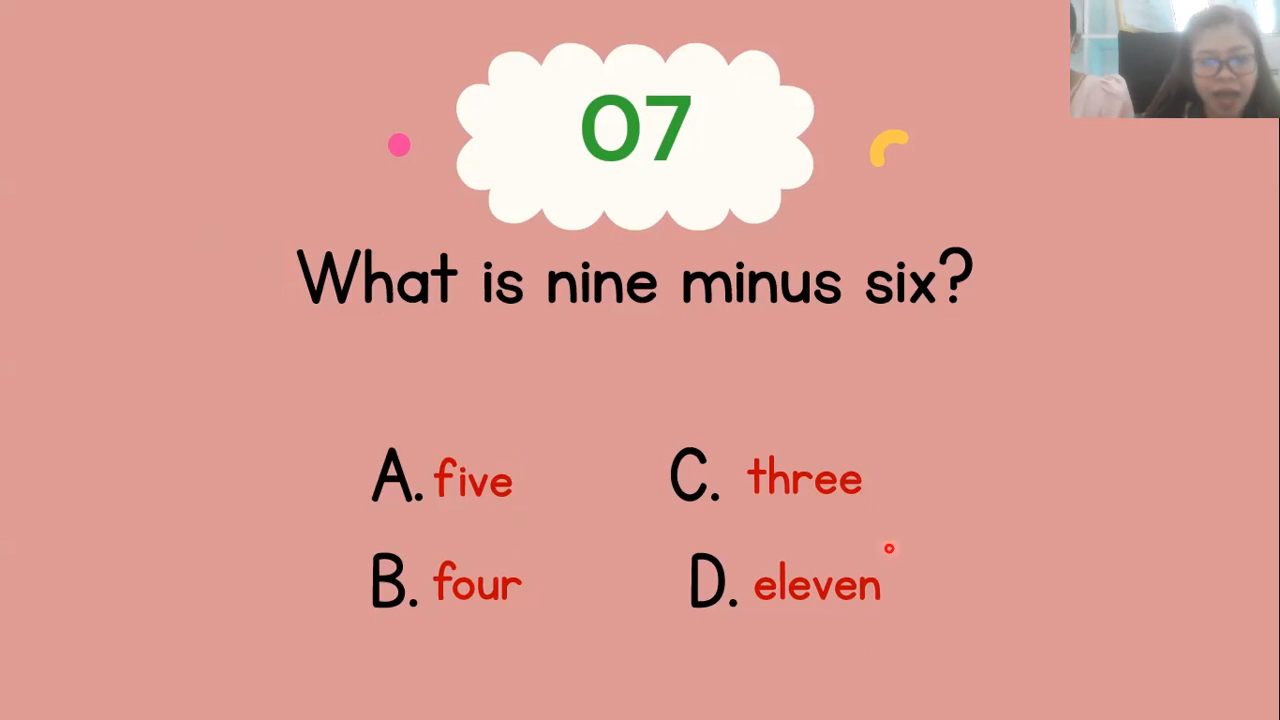 07
What is nine minus six?
A. five
B. four
C. three
D. eleven